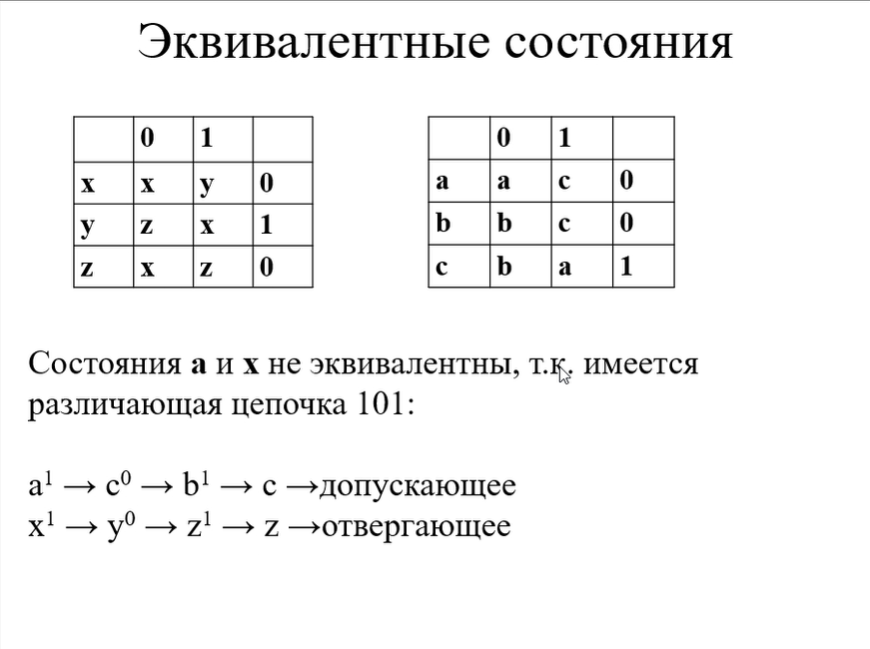 Эквивалентные состояния
0 1
x x y 0
y z x 1
z x z 0
0 1
a a c 0
b b c 0
c b a 1
Состояния a и x не эквивалентны, т.к. имеется
различающая цепочка 101:
a¹ → c⁰ → b¹ → c →допускающее
x¹ → y⁰ → z¹ → z →отвергающее